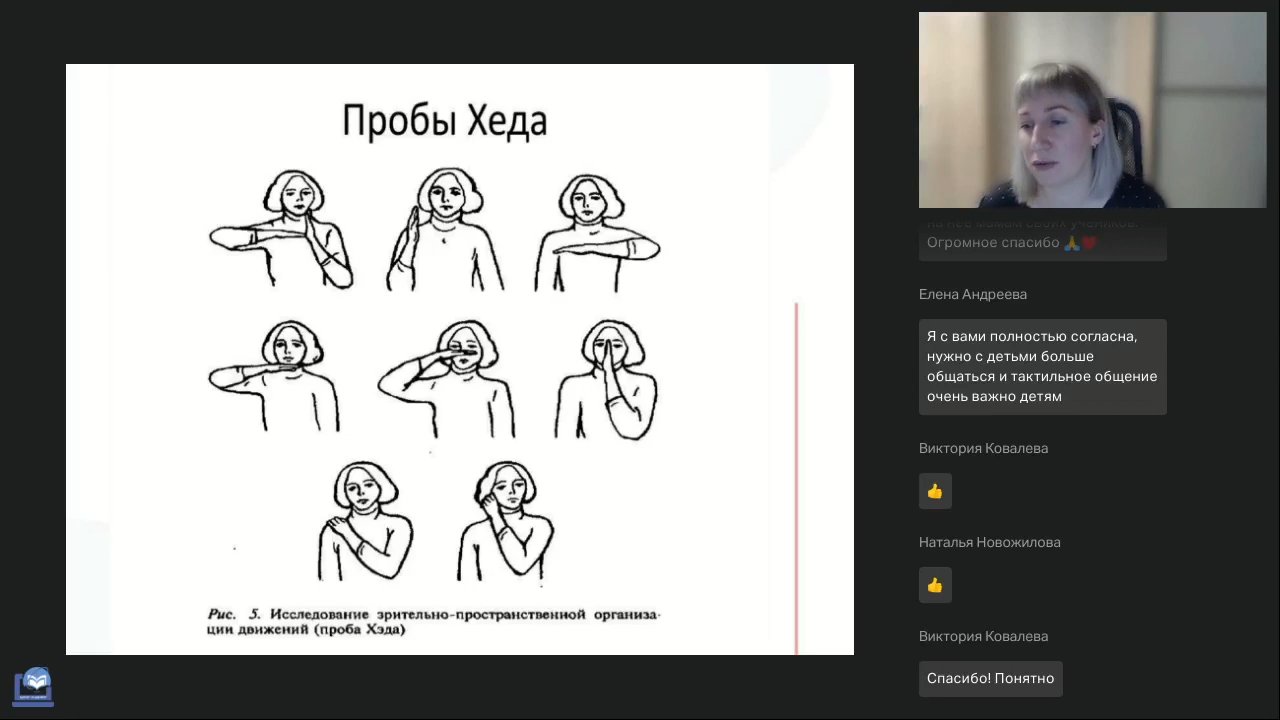 Пробы Хеда
Рис. 5. Исследование зрительно-пространственной организа-
ции движений (проба Хэда)
Огромное спасибо 🙏❤️
Елена Андреева
Я с вами полностью согласна,
нужно с детьми больше
общаться и тактильное общение
очень важно детям
Виктория Ковалева
👍
Наталья Новожилова
👍
Виктория Ковалева
Спасибо! Понятно